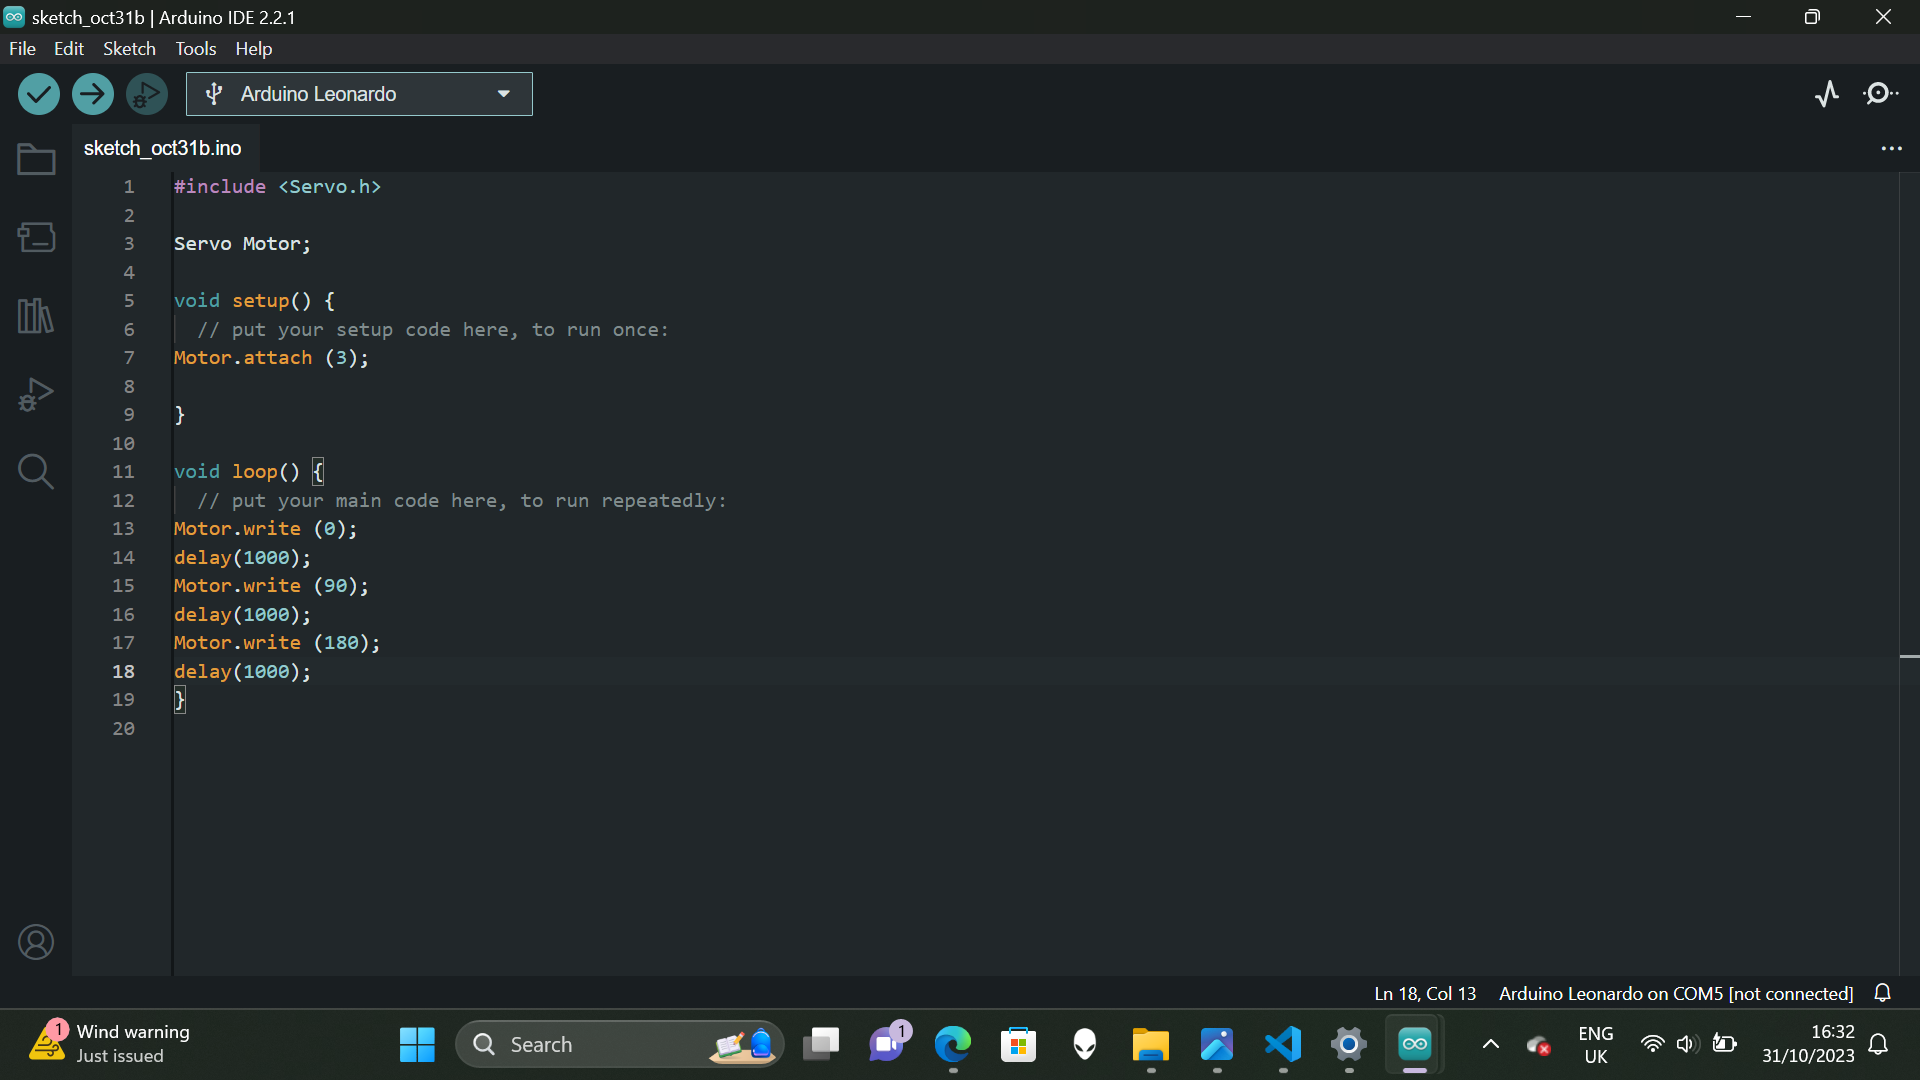 sketch_oct31b | Arduino IDE 2.2.1
File Edit Sketch Tools Help
Arduino Leonardo
sketch_oct31b.ino
1 #include <Servo.h>
2
3 Servo Motor;
4
5 void setup() {
6 // put your setup code here, to run once:
7 Motor.attach (3);
8
9 }
10
11 void loop() {
12 // put your main code here, to run repeatedly:
13 Motor.write (0);
14 delay(1000);
15 Motor.write (90);
16 delay(1000);
17 Motor.write (180);
18 delay(1000);
19 }
20
Ln 18, Col 13 Arduino Leonardo on COM5 [not connected]
1 Wind warning
Just issued
Search
1
ENG
UK
16:32
31/10/2023